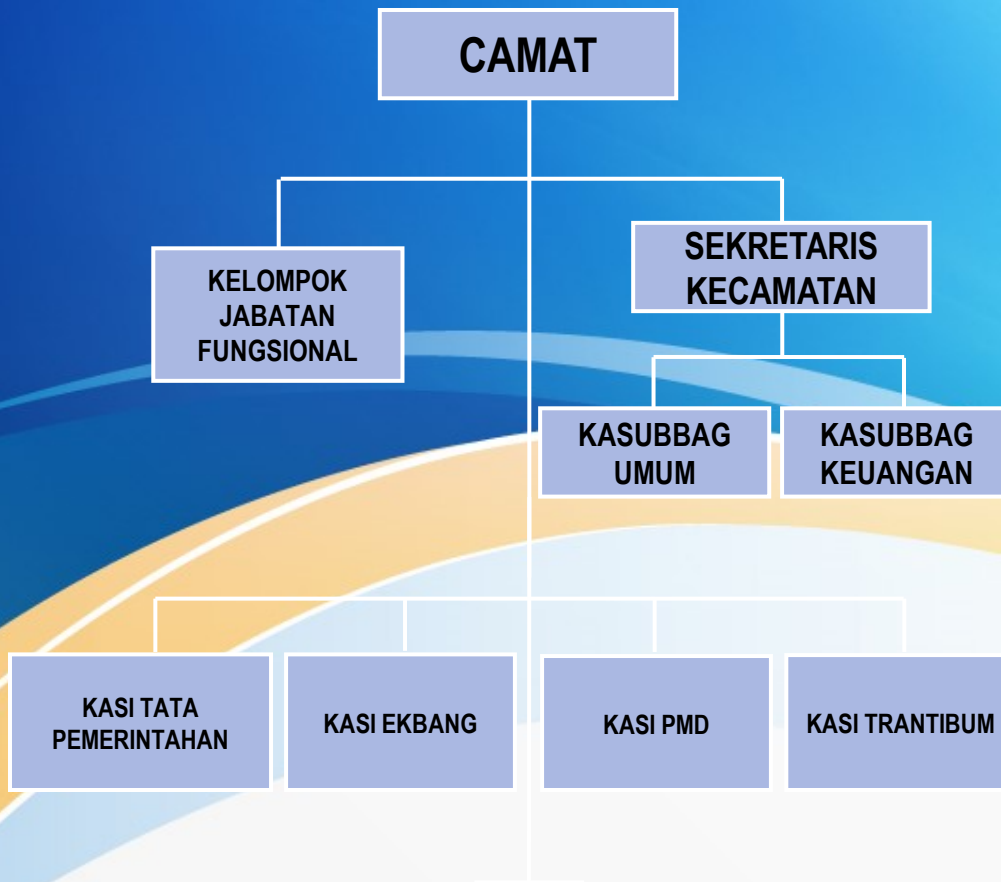 CAMAT
KELOMPOK
JABATAN
FUNGSIONAL
SEKRETARIS
KECAMATAN
KASUBBAG
UMUM
KASUBBAG
KEUANGAN
KASI TATA
PEMERINTAHAN
KASI EKBANG
KASI PMD
KASI TRANTIBUM